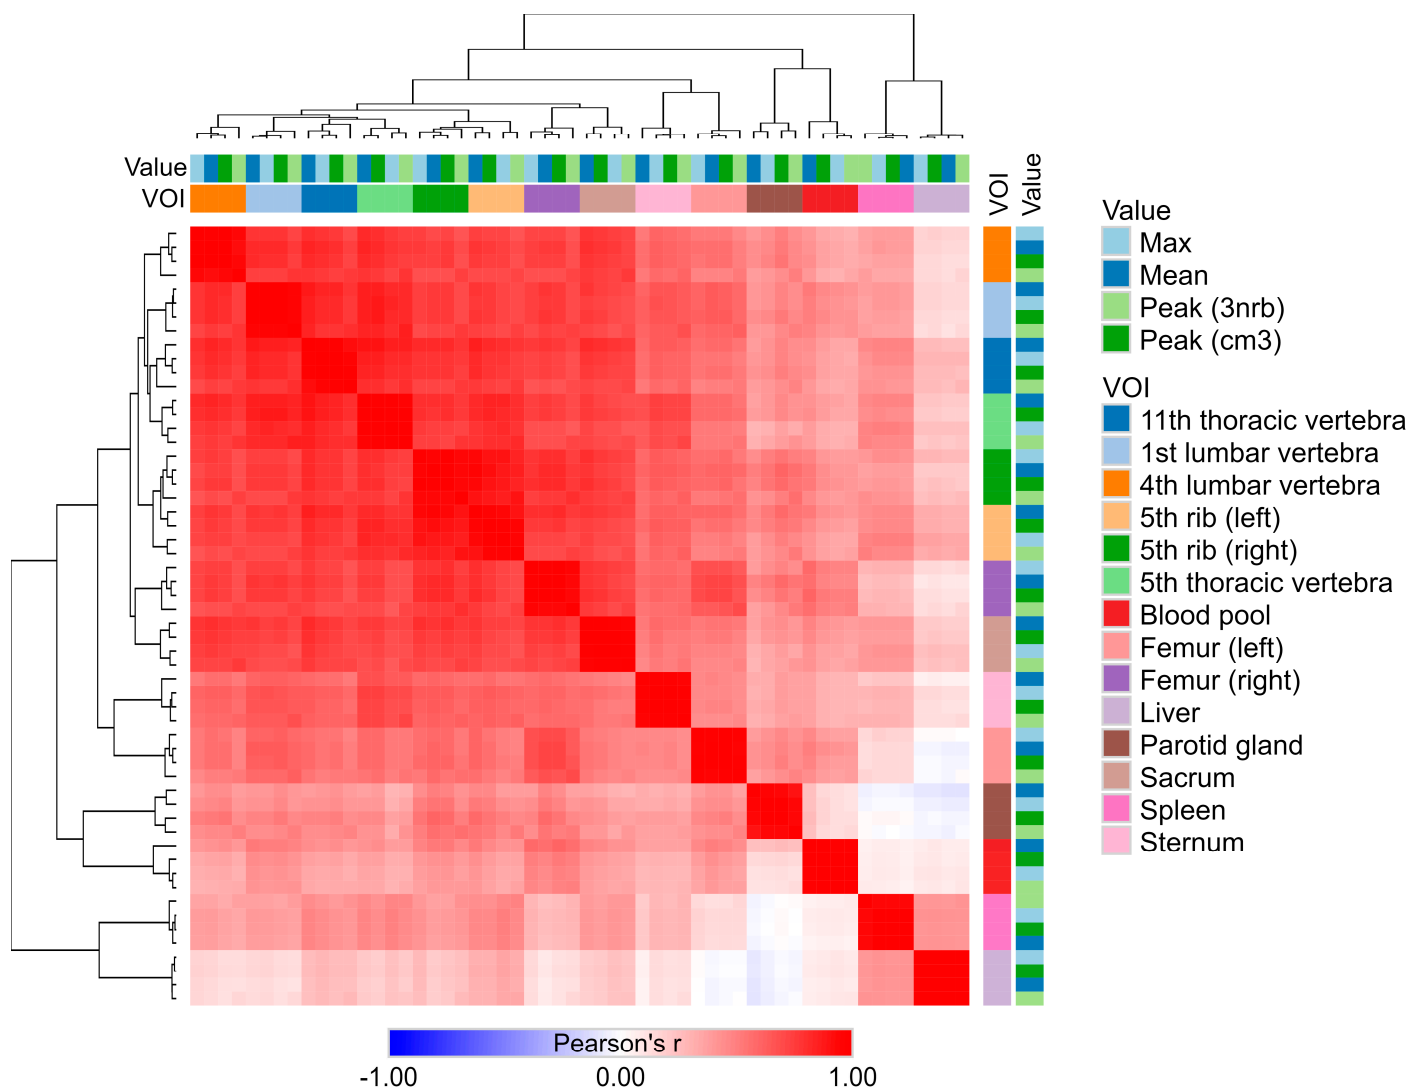 Value
VOI
VOI
Value
Value
Max
Mean
Peak (3nrb)
Peak (cm3)
VOI
11th thoracic vertebra
1st lumbar vertebra
4th lumbar vertebra
5th rib (left)
5th rib (right)
5th thoracic vertebra
Blood pool
Femur (left)
Femur (right)
Liver
Parotid gland
Sacrum
Spleen
Sternum
Pearson's r
-1.00 0.00 1.00